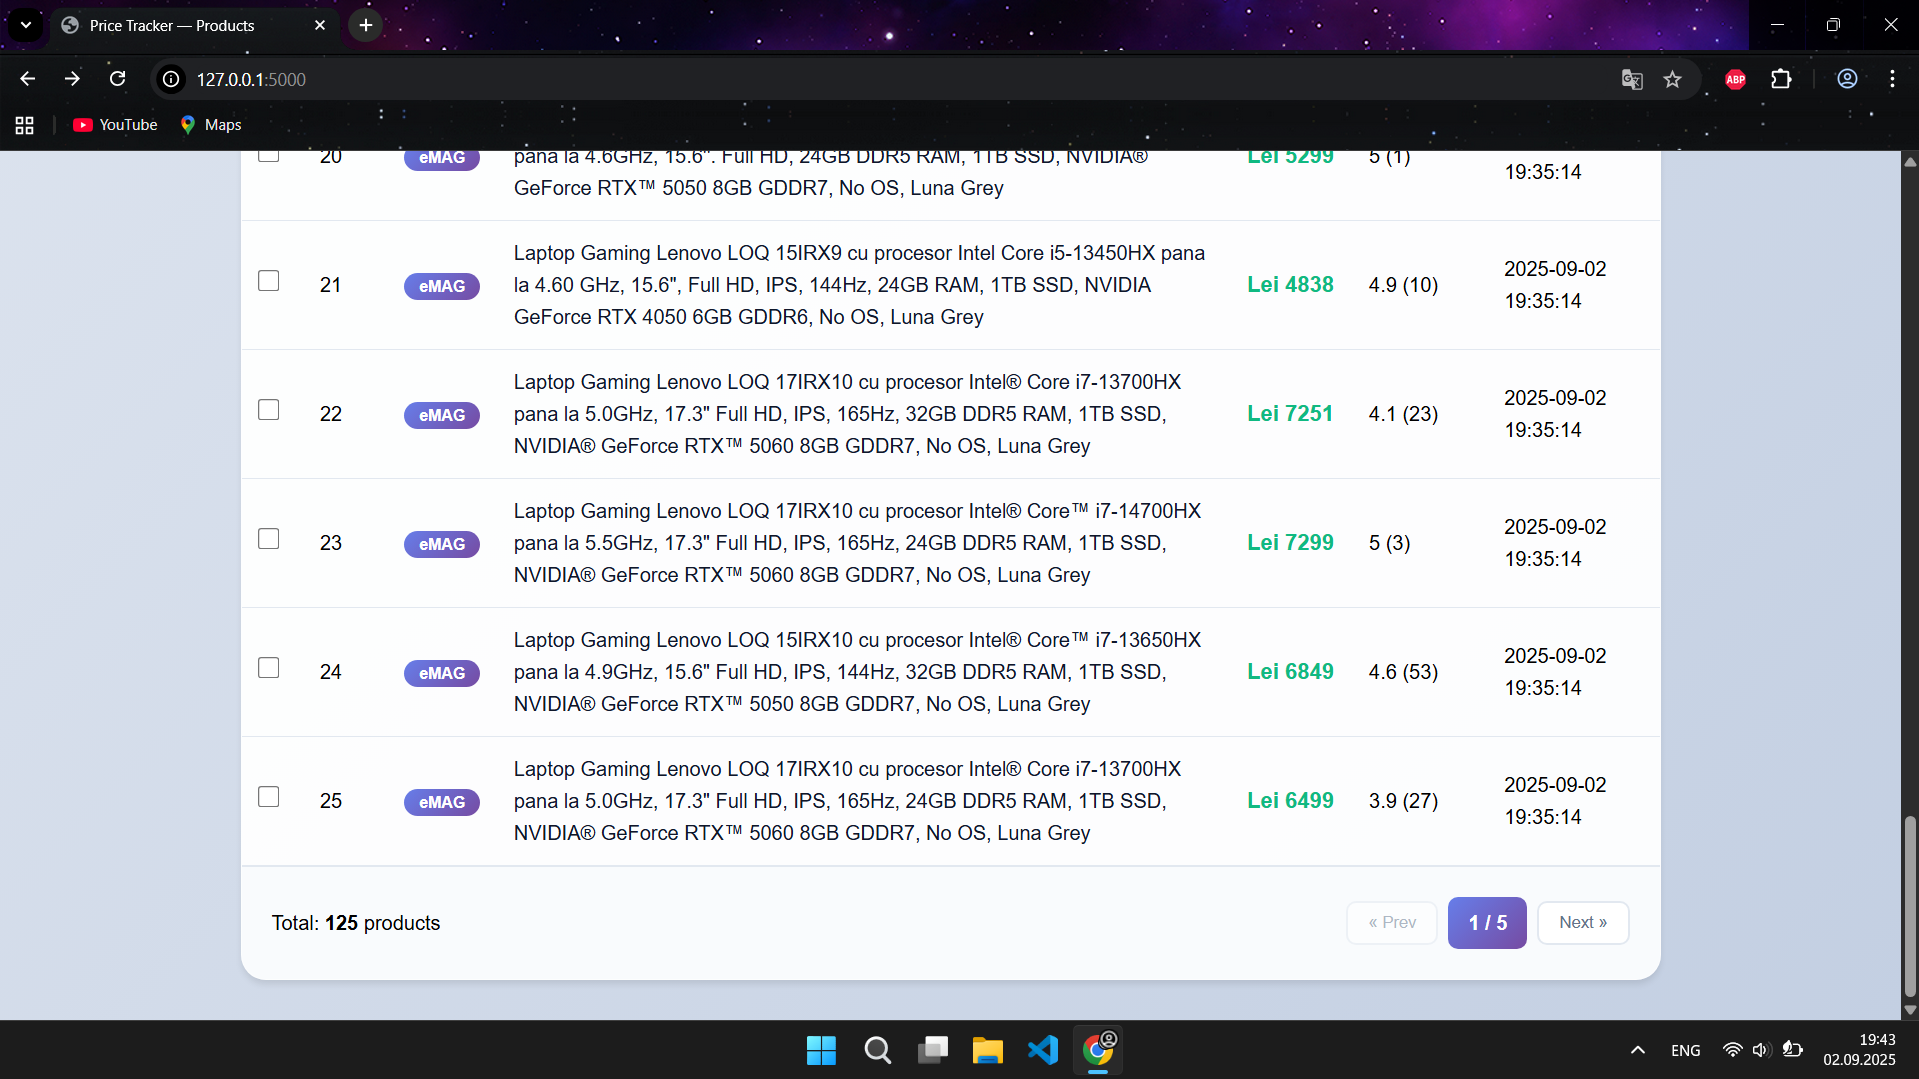 Price Tracker — Products
127.0.0.1:5000
YouTube
Maps
20
eMAG
pana la 4.6GHz, 15.6". Full HD, 24GB DDR5 RAM, 1TB SSD, NVIDIA®
GeForce RTX™ 5050 8GB GDDR7, No OS, Luna Grey
Lei 5299
5 (1)
19:35:14
21
eMAG
Laptop Gaming Lenovo LOQ 15IRX9 cu procesor Intel Core i5-13450HX pana
la 4.60 GHz, 15.6", Full HD, IPS, 144Hz, 24GB RAM, 1TB SSD, NVIDIA
GeForce RTX 4050 6GB GDDR6, No OS, Luna Grey
Lei 4838
4.9 (10)
2025-09-02
19:35:14
22
eMAG
Laptop Gaming Lenovo LOQ 17IRX10 cu procesor Intel® Core i7-13700HX
pana la 5.0GHz, 17.3" Full HD, IPS, 165Hz, 32GB DDR5 RAM, 1TB SSD,
NVIDIA® GeForce RTX™ 5060 8GB GDDR7, No OS, Luna Grey
Lei 7251
4.1 (23)
2025-09-02
19:35:14
23
eMAG
Laptop Gaming Lenovo LOQ 17IRX10 cu procesor Intel® Core™ i7-14700HX
pana la 5.5GHz, 17.3" Full HD, IPS, 165Hz, 24GB DDR5 RAM, 1TB SSD,
NVIDIA® GeForce RTX™ 5060 8GB GDDR7, No OS, Luna Grey
Lei 7299
5 (3)
2025-09-02
19:35:14
24
eMAG
Laptop Gaming Lenovo LOQ 15IRX10 cu procesor Intel® Core™ i7-13650HX
pana la 4.9GHz, 15.6" Full HD, IPS, 144Hz, 32GB DDR5 RAM, 1TB SSD,
NVIDIA® GeForce RTX™ 5050 8GB GDDR7, No OS, Luna Grey
Lei 6849
4.6 (53)
2025-09-02
19:35:14
25
eMAG
Laptop Gaming Lenovo LOQ 17IRX10 cu procesor Intel® Core i7-13700HX
pana la 5.0GHz, 17.3" Full HD, IPS, 165Hz, 24GB DDR5 RAM, 1TB SSD,
NVIDIA® GeForce RTX™ 5060 8GB GDDR7, No OS, Luna Grey
Lei 6499
3.9 (27)
2025-09-02
19:35:14
Total: 125 products
« Prev
1 / 5
Next »
ABP
ENG
19:43
02.09.2025